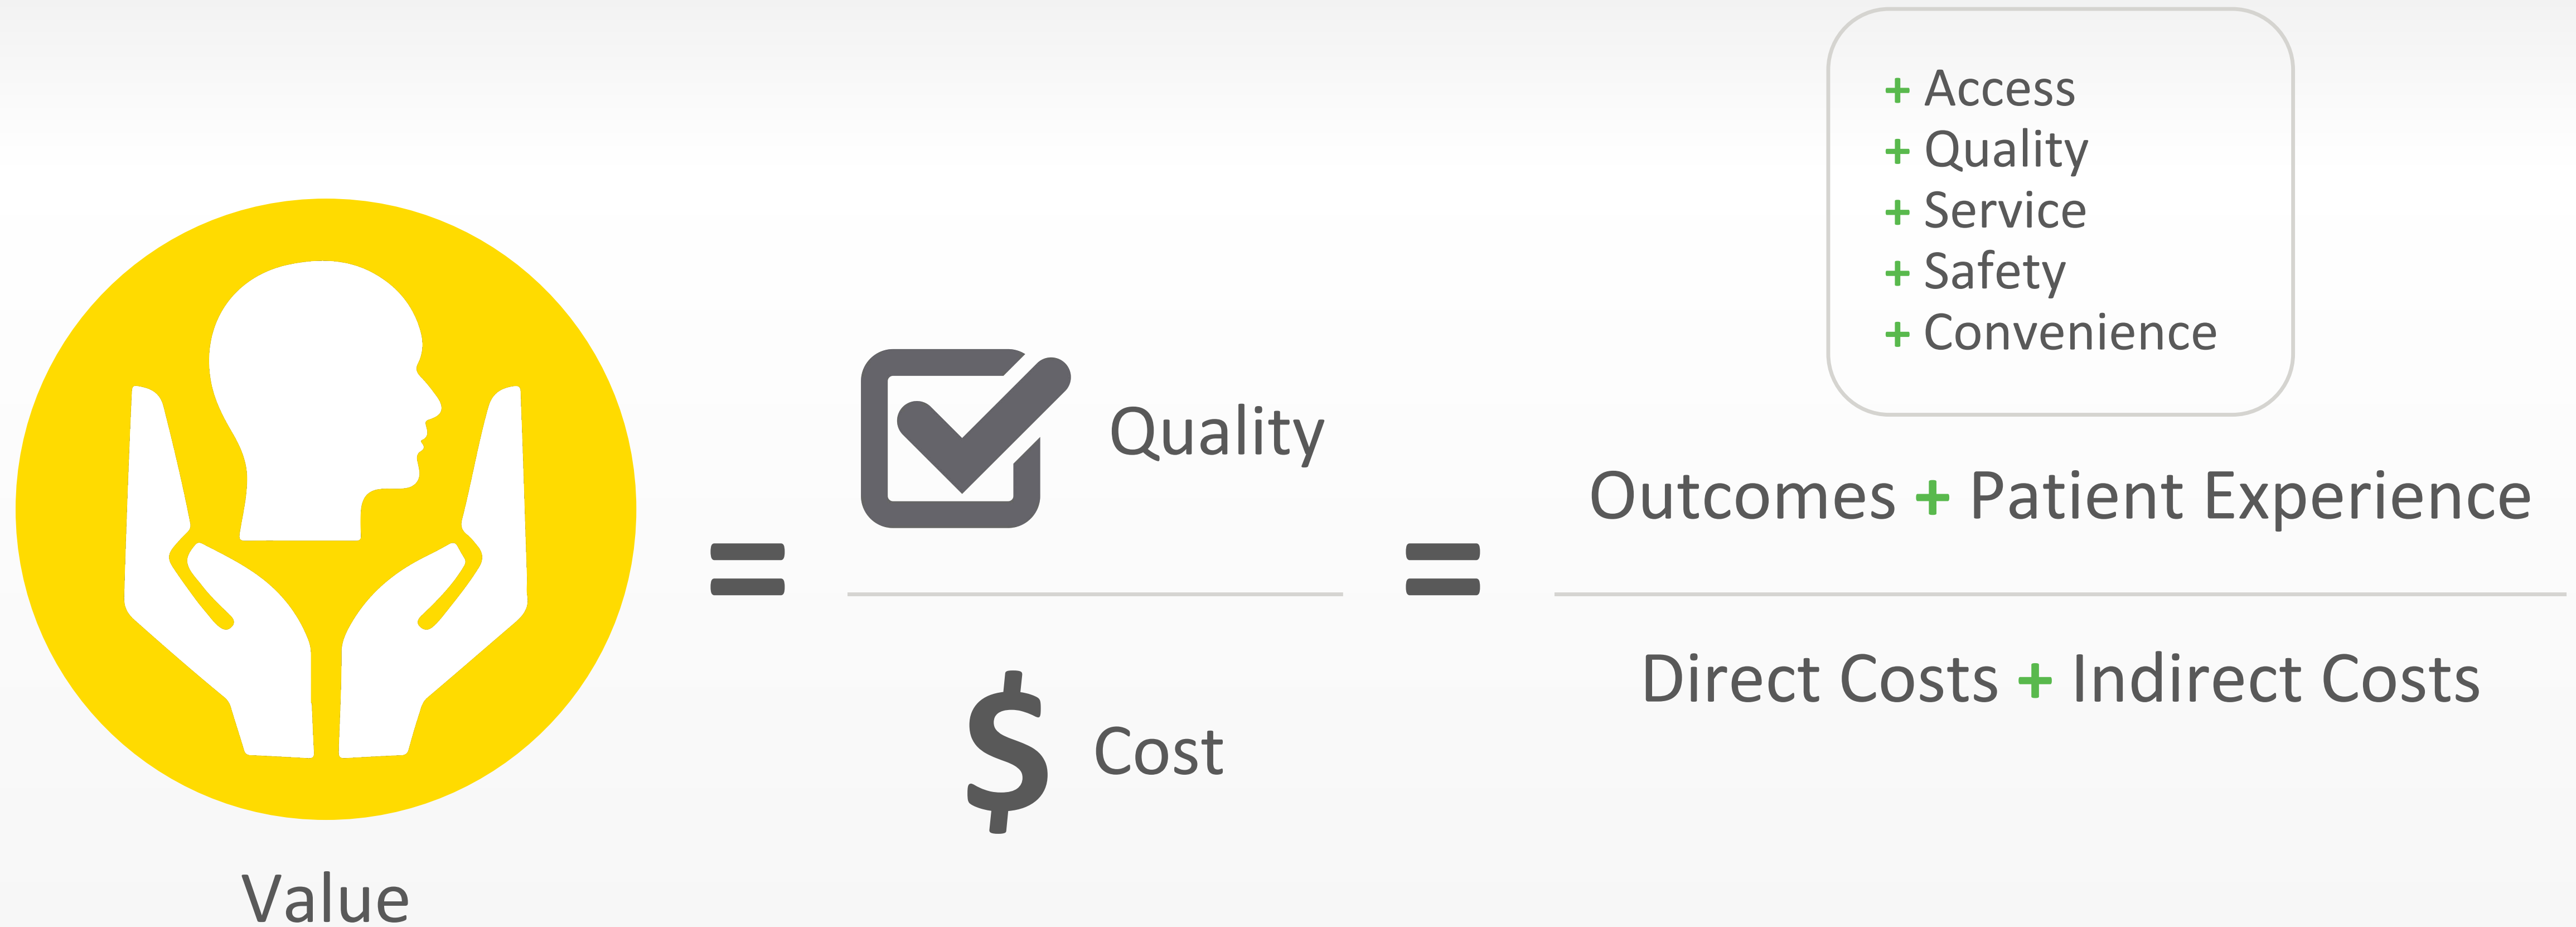 + Access
+ Quality
+ Service
+ Safety
+ Convenience
Value
=
Quality
$ Cost
=
Outcomes + Patient Experience
Direct Costs + Indirect Costs